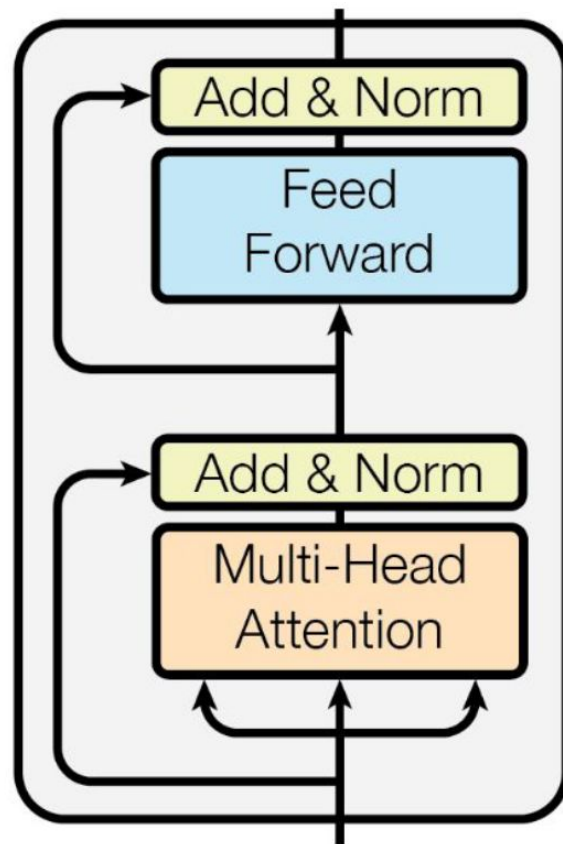 Add & Norm
Feed
Forward
Add & Norm
Multi-Head
Attention